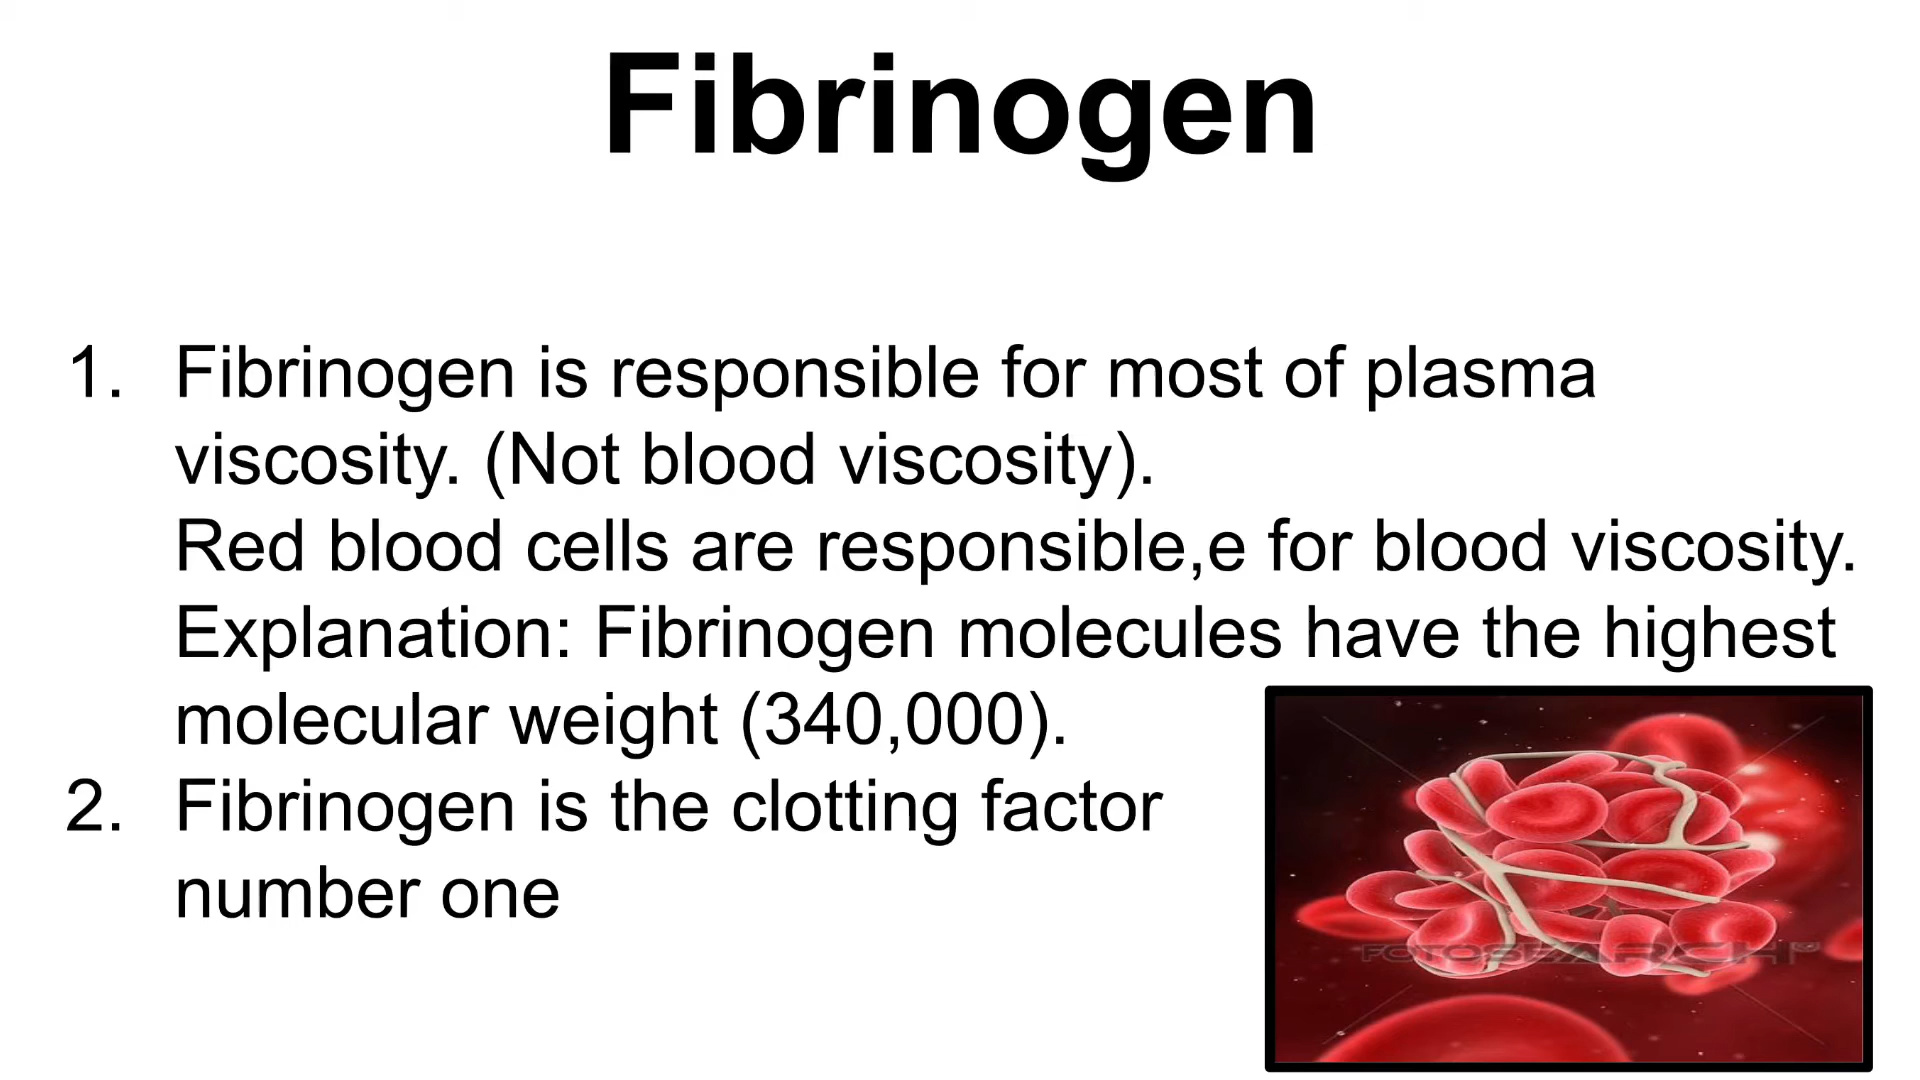 Fibrinogen
1. Fibrinogen is responsible for most of plasma
viscosity. (Not blood viscosity).
Red blood cells are responsible,e for blood viscosity.
Explanation: Fibrinogen molecules have the highest
molecular weight (340,000).
2. Fibrinogen is the clotting factor
number one
FOTOSEARCH